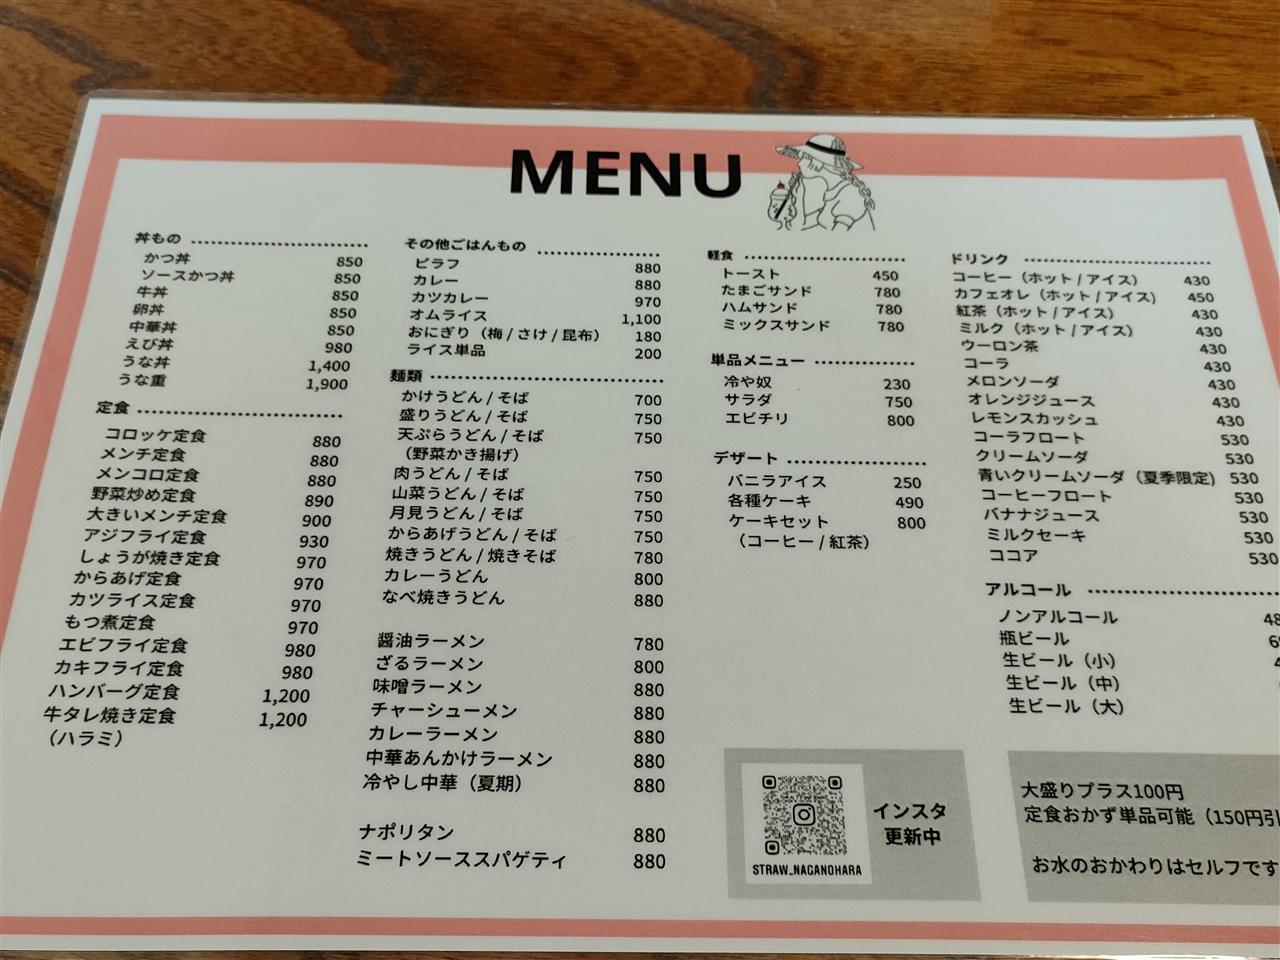 MENU
丼もの
かつ丼 850
ソースかつ丼 850
牛丼 850
卵丼 850
中華丼 850
えび丼 980
うな丼 1,400
うな重 1,900
定食
コロッケ定食 880
メンチ定食 880
メンコロ定食 880
野菜炒め定食 890
大きいメンチ定食 900
アジフライ定食 930
しょうが焼き定食 970
からあげ定食 970
カツライス定食 970
もつ煮定食 970
エビフライ定食 980
カキフライ定食 980
ハンバーグ定食 1,200
牛タレ焼き定食 1,200
（ハラミ）
その他ごはんもの
ピラフ 880
カレー 880
カツカレー 970
オムライス 1,100
おにぎり（梅 / さけ / 昆布） 180
ライス単品 200
麺類
かけうどん / そば 700
盛りうどん / そば 750
天ぷらうどん / そば 750
（野菜かき揚げ）
肉うどん / そば 750
山菜うどん / そば 750
月見うどん / そば 750
からあげうどん / そば 750
焼きうどん / 焼きそば 780
カレーうどん 800
なべ焼きうどん 880
醤油ラーメン 780
ざるラーメン 800
味噌ラーメン 880
チャーシューメン 880
カレーラーメン 880
中華あんかけラーメン 880
冷やし中華（夏期） 880
ナポリタン 880
ミートソーススパゲティ 880
軽食
トースト 450
たまごサンド 780
ハムサンド 780
ミックスサンド 780
単品メニュー
冷や奴 230
サラダ 750
エビチリ 800
デザート
バニラアイス 250
各種ケーキ 490
ケーキセット 800
（コーヒー / 紅茶）
ドリンク
コーヒー（ホット / アイス） 430
カフェオレ（ホット / アイス） 450
紅茶（ホット / アイス） 430
ミルク（ホット / アイス） 430
ウーロン茶 430
コーラ 430
メロンソーダ 430
オレンジジュース 430
レモンスカッシュ 430
コーラフロート 530
クリームソーダ 530
青いクリームソーダ（夏季限定） 530
コーヒーフロート 530
バナナジュース 530
ミルクセーキ 530
ココア 530
アルコール
ノンアルコール
瓶ビール
生ビール（小）
生ビール（中）
生ビール（大）
インスタ
更新中
STRAW_NAGANOHARA
大盛りプラス100円
定食おかず単品可能（150円引
お水のおかわりはセルフです